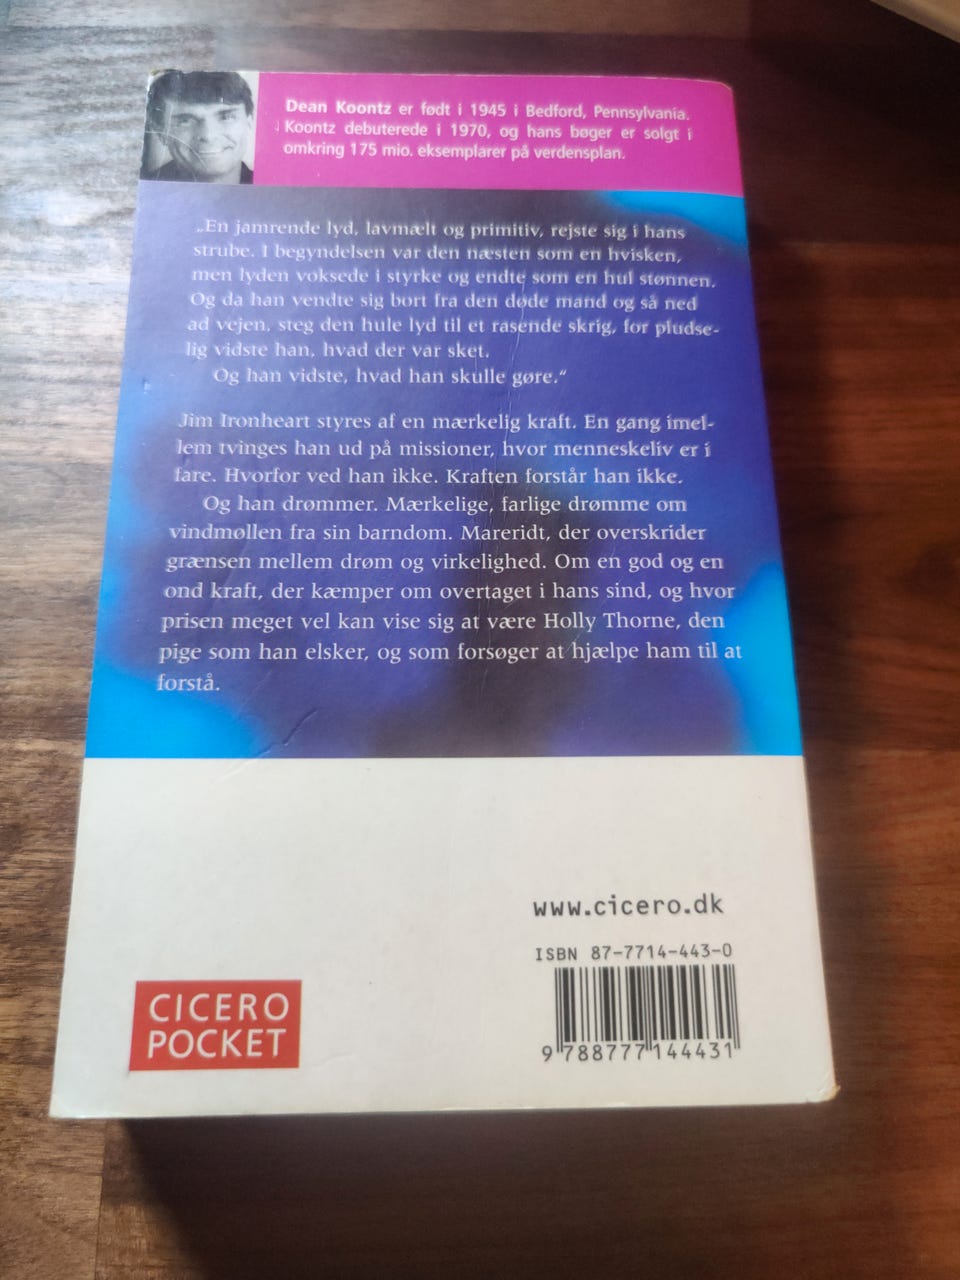 Dean Koontz er født i 1945 i Bedford, Pennsylvania.
Koontz debuterede i 1970, og hans bøger er solgt i
omkring 175 mio. eksemplarer på verdensplan.
„En jamrende lyd, lavmælt og primitiv, rejste sig i hans
strube. I begyndelsen var den næsten som en hvisken,
men lyden voksede i styrke og endte som en hul stønnen.
Og da han vendte sig bort fra den døde mand og så ned
ad vejen, steg den hule lyd til et rasende skrig, for pludse-
lig vidste han, hvad der var sket.
Og han vidste, hvad han skulle gøre.“
Jim Ironheart styres af en mærkelig kraft. En gang imel-
lem tvinges han ud på missioner, hvor menneskeliv er i
fare. Hvorfor ved han ikke. Kraften forstår han ikke.
Og han drømmer. Mærkelige, farlige drømme om
vindmøllen fra sin barndom. Mareridt, der overskrider
grænsen mellem drøm og virkelighed. Om en god og en
ond kraft, der kæmper om overtaget i hans sind, og hvor
prisen meget vel kan vise sig at være Holly Thorne, den
pige som han elsker, og som forsøger at hjælpe ham til at
forstå.
www.cicero.dk
ISBN 87-7714-443-0
9 788777 144431
CICERO
POCKET